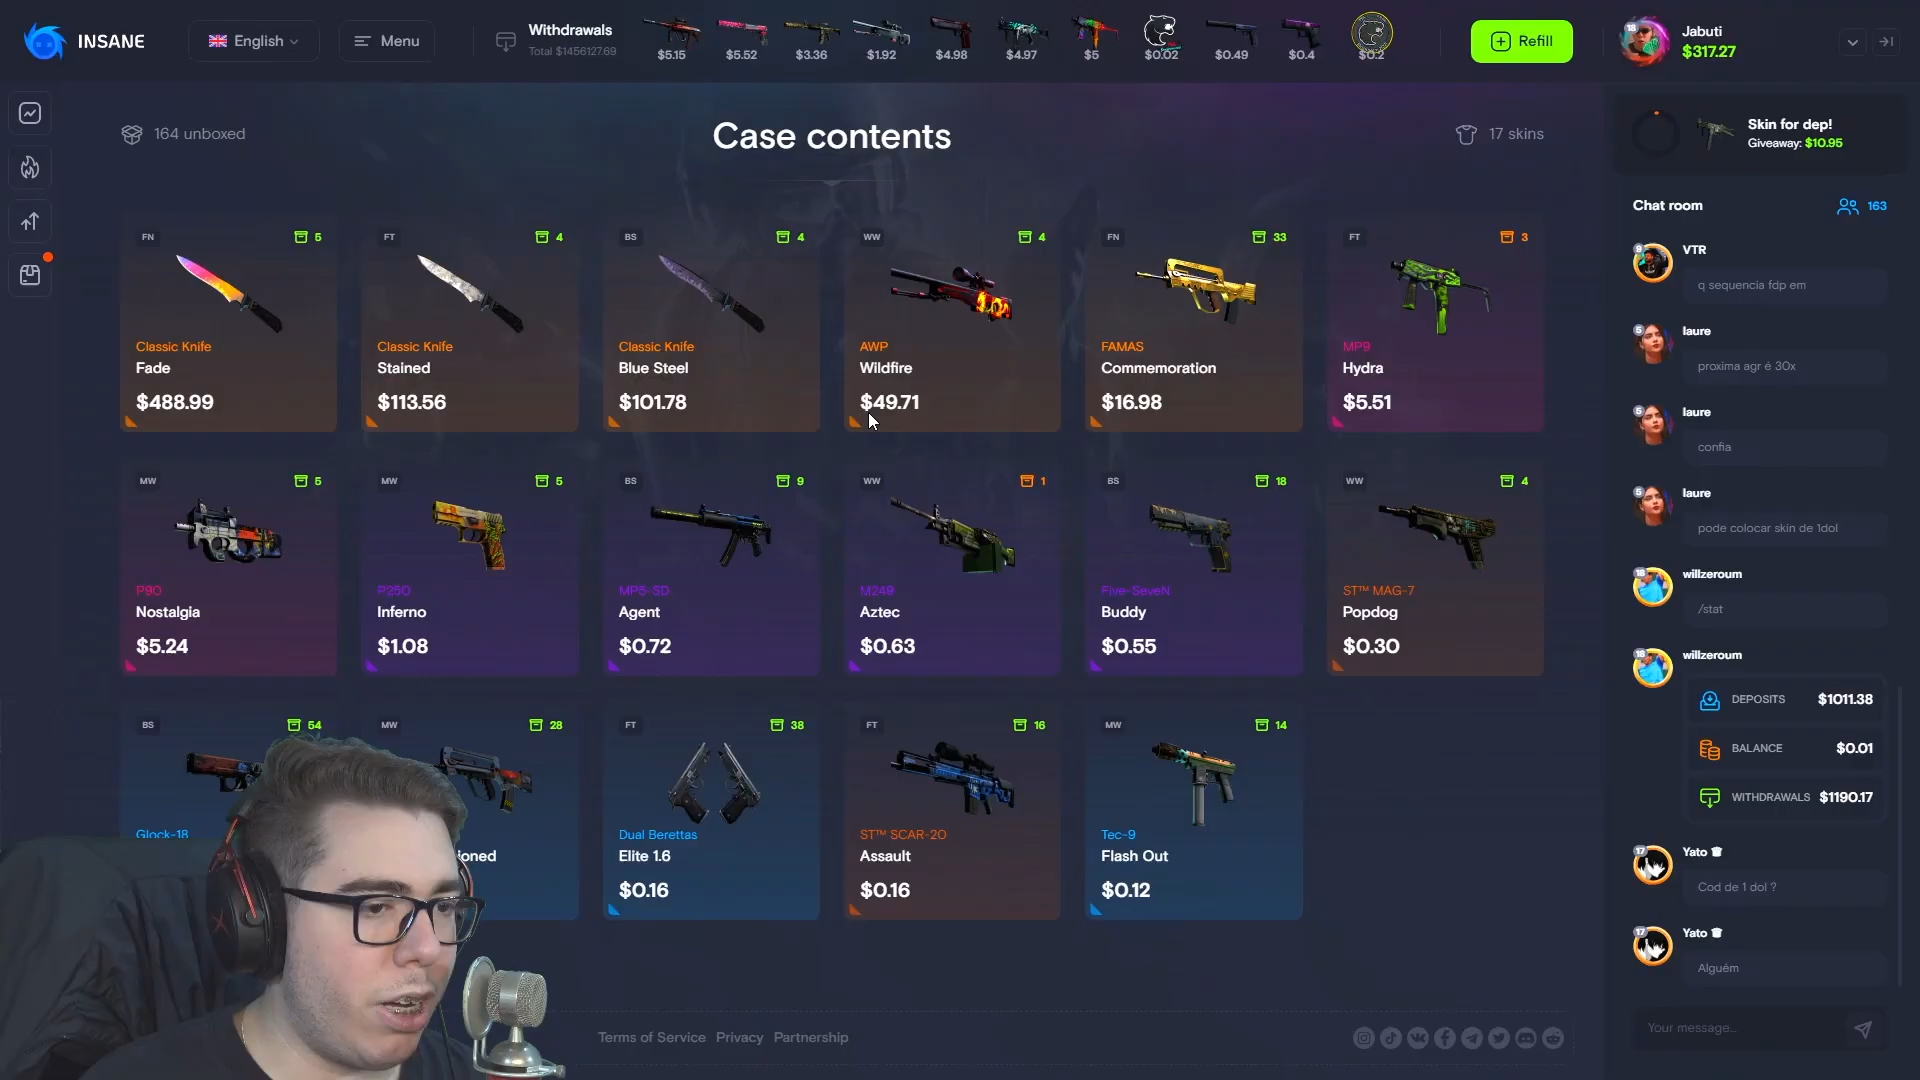 INSANE
English
Menu
Withdrawals
Total $1456127.69
$5.15
$5.52
$3.36
$1.92
$4.98
$4.97
$5
$0.02
$0.49
$0.4
$0.2
Refill
18
Jabuti
$317.27
164 unboxed
Case contents
17 skins
Skin for dep!
Giveaway: $10.95
Chat room
163
FN
5
Classic Knife
Fade
$488.99
FT
4
Classic Knife
Stained
$113.56
BS
4
Classic Knife
Blue Steel
$101.78
WW
4
AWP
Wildfire
$49.71
FN
33
FAMAS
Commemoration
$16.98
FT
3
MP9
Hydra
$5.51
MW
5
P90
Nostalgia
$5.24
MW
5
P250
Inferno
$1.08
BS
9
MP5-SD
Agent
$0.72
WW
1
M249
Aztec
$0.63
BS
18
Five-SeveN
Buddy
$0.55
WW
4
ST™ MAG-7
Popdog
$0.30
BS
54
Glock-18
MW
28
ioned
FT
38
Dual Berettas
Elite 1.6
$0.16
FT
16
ST™ SCAR-20
Assault
$0.16
MW
14
Tec-9
Flash Out
$0.12
9
VTR
q sequencia fdp em
5
laure
proxima agr é 30x
5
laure
confia
5
laure
pode colocar skin de 1dol
18
willzeroum
/stat
18
willzeroum
DEPOSITS $1011.38
BALANCE $0.01
WITHDRAWALS $1190.17
17
Yato
Cod de 1 dol ?
17
Yato
Alguém
Your message...
Terms of Service Privacy Partnership